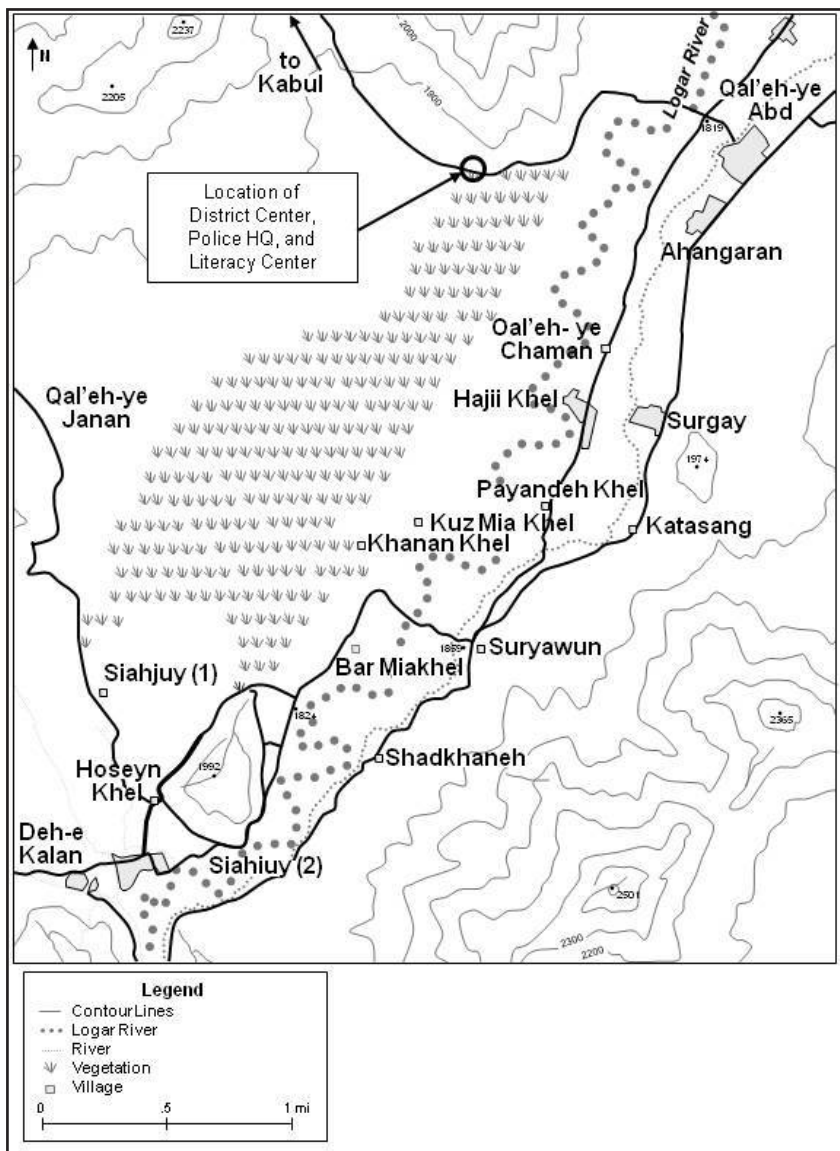 N
2237
2205
to
Kabul
2000
1900
Logar River
Qal'eh-ye
Abd
1819
Location of
District Center,
Police HQ, and
Literacy Center
Ahangaran
Oal'eh- ye
Chaman
Qal'eh-ye
Janan
Hajii Khel
Surgay
1974
Payandeh Khel
Kuz Mia Khel
Katasang
Khanan Khel
Suryawun
1859
Bar Miakhel
Siahjuy (1)
1824
2365
Shadkhaneh
1992
Hoseyn
Khel
Deh-e
Kalan
Siahiuy (2)
2501
2300
2200
Legend
ContourLines
Logar River
River
Vegetation
Village
0 .5 1 mi